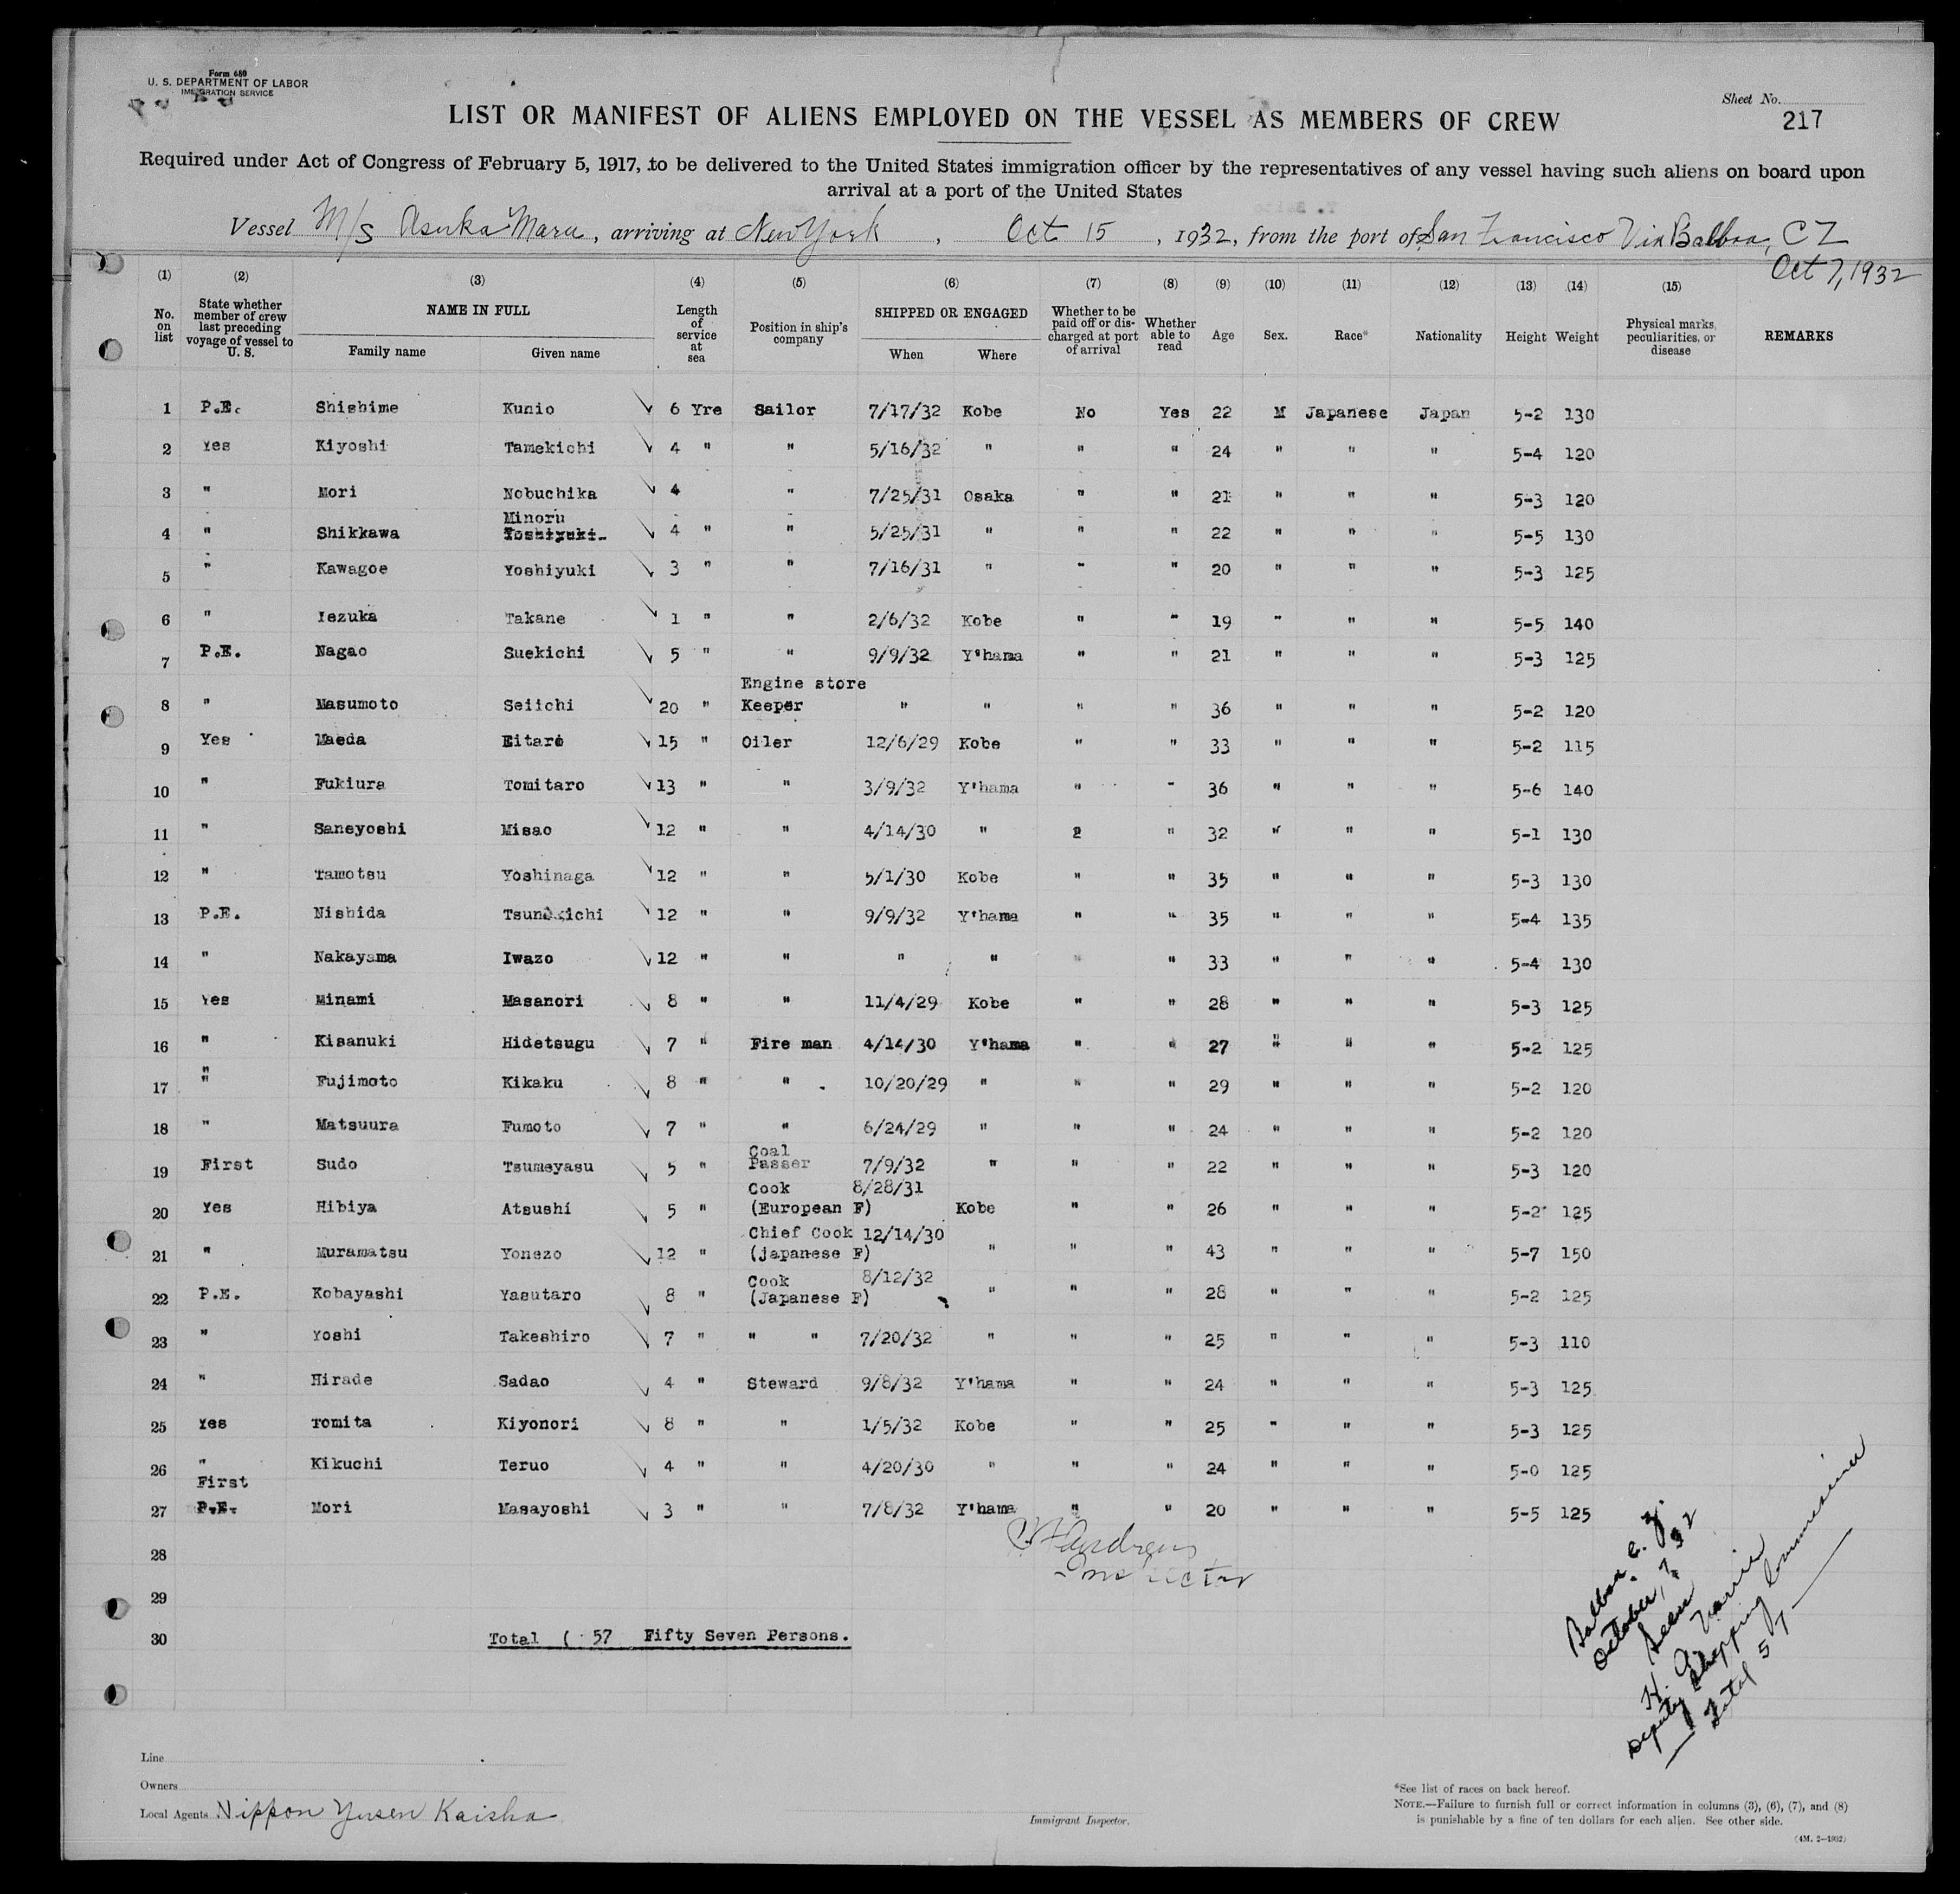 Form 680
U. S. DEPARTMENT OF LABOR
IMMIGRATION SERVICE
Sheet No.
217
LIST OR MANIFEST OF ALIENS EMPLOYED ON THE VESSEL AS MEMBERS OF CREW
Required under Act of Congress of February 5, 1917, to be delivered to the United States immigration officer by the representatives of any vessel having such aliens on board upon
arrival at a port of the United States
Vessel M/S Asuka Maru, arriving at New York, Oct 15, 1932, from the port of San Francisco Via Balboa, CZ
Oct 7, 1932
(1) (2) (3) (4) (5) (6) (7) (8) (9) (10) (11) (12) (13) (14) (15)
No. on list State whether member of crew last preceding voyage of vessel to U. S. NAME IN FULL Family name Given name Length of service at sea Position in ship's company SHIPPED OR ENGAGED When Where Whether to be paid off or discharged at port of arrival Whether able to read Age Sex. Race* Nationality Height Weight Physical marks, peculiarities, or disease REMARKS
1 P.E. Shishime Kunio 6 Yrs Sailor 7/17/32 Kobe No Yes 22 M Japanese Japan 5-2 130
2 Yes Kiyoshi Tamekichi 4 " " 5/16/32 " " " 24 " " " 5-4 120
3 " Mori Nobuchika 4 " 7/25/31 Osaka " " 21 " " " 5-3 120
Minoru
4 " Shikkawa Toshiyuki 4 " " 5/25/31 " " " 22 " " " 5-5 130
5 " Kawagoe Yoshiyuki 3 " " 7/16/31 " " " 20 " " " 5-3 125
6 " Iezuka Takane 1 " " 2/6/32 Kobe " " 19 " " " 5-5 140
7 P.E. Nagao Suekichi 5 " " 9/9/32 Y'hama " " 21 " " " 5-3 125
Engine store
8 " Masumoto Seiichi 20 " Keeper " " " " 36 " " " 5-2 120
9 Yes Maeda Eitaro 15 " Oiler 12/6/29 Kobe " " 33 " " " 5-2 115
10 " Fukiura Tomitaro 13 " " 3/9/32 Y'hama " " 36 " " " 5-6 140
11 " Saneyoshi Misao 12 " " 4/14/30 " 2 " 32 " " " 5-1 130
12 " Tamotsu Yoshinaga 12 " " 5/1/30 Kobe " " 35 " " " 5-3 130
13 P.E. Nishida 12 " " 9/9/32 Y'hama " " 35 " " " 5-4 135
14 " Nakayama Iwazo 12 " " " " " " 33 " " " 5-4 130
15 Yes Minami Masanori 8 " " 11/4/29 Kobe " " 28 " " " 5-3 125
16 " Kisanuki Hidetsugu 7 " Fire man 4/14/30 Y'hama " " 27 " " " 5-2 125
17 " Fujimoto Kikaku 8 " " 10/20/29 " " " 29 " " " 5-2 120
18 " Matsuura Fumoto 7 " " 6/24/29 " " " 24 " " " 5-2 120
Coal
19 First Sudo Tsumeyasu 5 " Passer 7/9/32 " " " 22 " " " 5-3 120
Cook 8/28/31
20 Yes Hibiya Atsushi 5 " (European F) Kobe " " 26 " " " 5-2 125
Chief Cook 12/14/30
21 " Muramatsu Yonezo 12 " (japanese F) " " " 43 " " " 5-7 150
Cook 8/12/32
22 P.E. Kobayashi Yasutaro 8 " (Japanese F) " " " 28 " " " 5-2 125
23 " Yoshi Takeshiro 7 " " " 7/20/32 " " " 25 " " " 5-3 110
24 " Hirade Sadao 4 " Steward 9/8/32 Y'hama " " 24 " " " 5-3 125
25 Yes Tomita Kiyonori 8 " " 1/5/32 Kobe " " 25 " " " 5-3 125
26 " Kikuchi Teruo 4 " " 4/20/30 " " " 24 " " " 5-0 125
First
27 P.E. Mori Masayoshi 3 " " 7/8/32 Y'hama " " 20 " " " 5-5 125
28 Andrews
Inspector
29
30 Total ( 57 Fifty Seven Persons.
Balboa C. Z.
October, 7, 32
Seen
H. G.
Deputy Shipping Commissioner
Total 57
Line
Owners
Local Agents Nippon Yusen Kaisha
Immigrant Inspector.
*See list of races on back hereof.
NOTE.—Failure to furnish full or correct information in columns (3), (6), (7), and (8)
is punishable by a fine of ten dollars for each alien. See other side.
(4M. 2-1932)